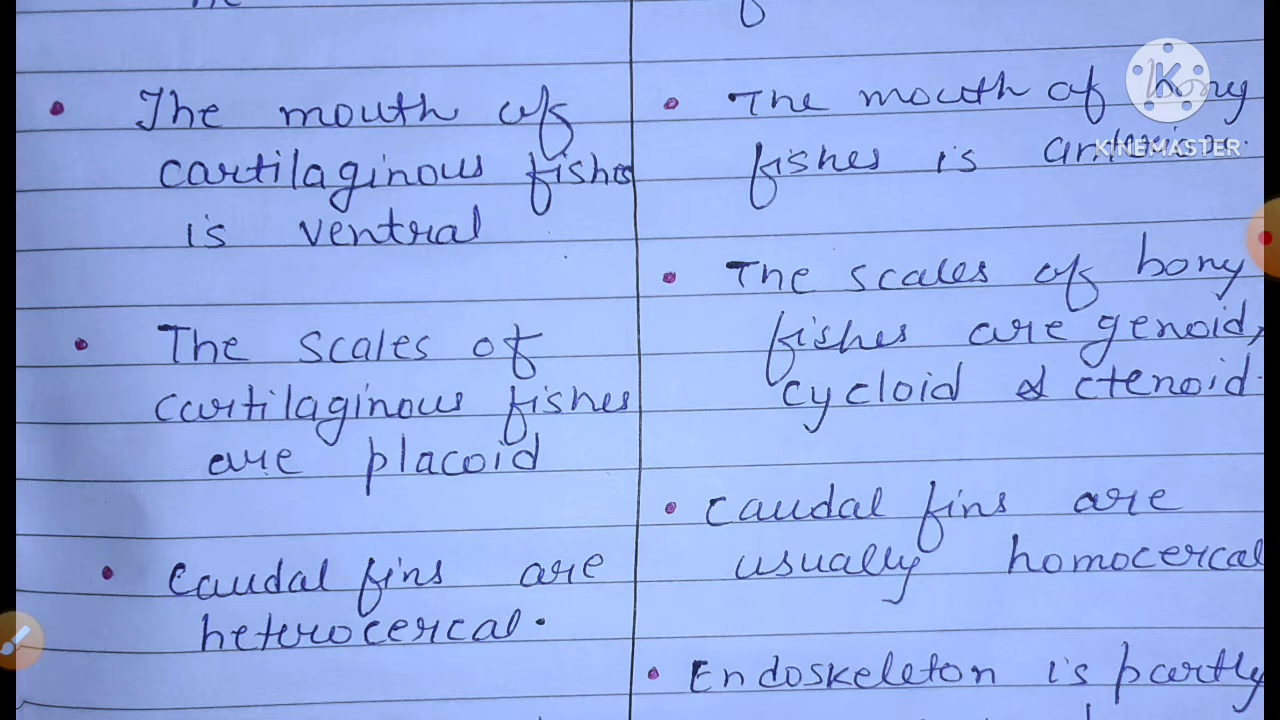 The mouth of
cartilaginous fishes
is ventral
The scales of
cartilaginous fishes
are placoid
Caudal fins are
heterocercal.
The mouth of bony
fishes is anterior.
The scales of bony
fishes are genoid,
cycloid & ctenoid.
Caudal fins are
usually homocercal
Endoskeleton is partly
KINEMASTER